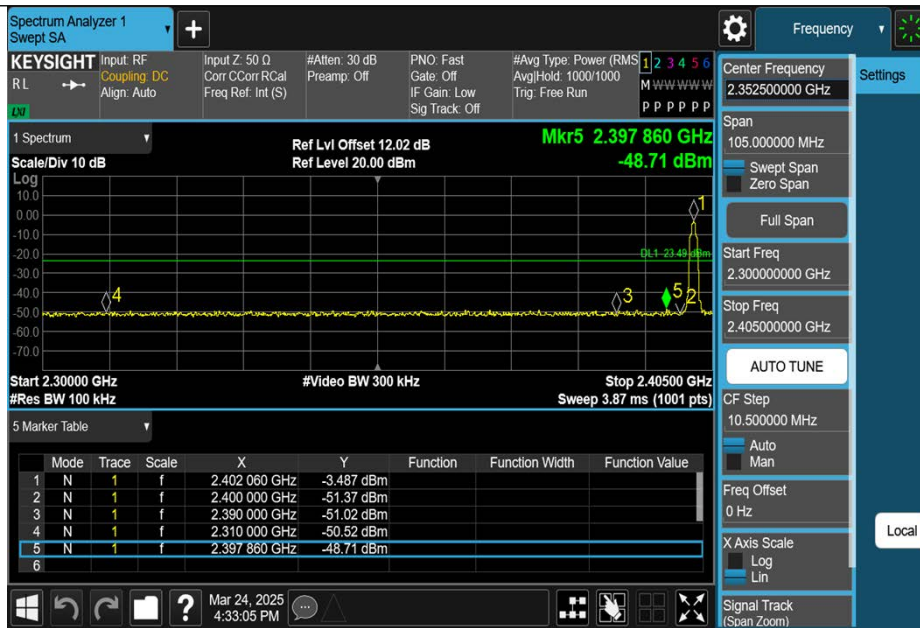 Spectrum Analyzer 1
Swept SA
+
Frequency
KEYSIGHT
R L
LXI
Input: RF
Coupling: DC
Align: Auto
Input Z: 50 Ω
Corr CCorr RCal
Freq Ref: Int (S)
#Atten: 30 dB
Preamp: Off
PNO: Fast
Gate: Off
IF Gain: Low
Sig Track: Off
#Avg Type: Power (RMS
Avg|Hold: 1000/1000
Trig: Free Run
1 2 3 4 5 6
M W W W W W
P P P P P P
1 Spectrum
Scale/Div 10 dB
Ref Lvl Offset 12.02 dB
Ref Level 20.00 dBm
Mkr5 2.397 860 GHz
-48.71 dBm
Log
10.0
0.00
-10.0
-20.0
-30.0
-40.0
-50.0
-60.0
-70.0
1
DL1 -23.49 dBm
4
3
5
2
Start 2.30000 GHz
#Res BW 100 kHz
#Video BW 300 kHz
Stop 2.40500 GHz
Sweep 3.87 ms (1001 pts)
5 Marker Table
Mode Trace Scale X Y Function Function Width Function Value
1 N 1 f 2.402 060 GHz -3.487 dBm
2 N 1 f 2.400 000 GHz -51.37 dBm
3 N 1 f 2.390 000 GHz -51.02 dBm
4 N 1 f 2.310 000 GHz -50.52 dBm
5 N 1 f 2.397 860 GHz -48.71 dBm
6
Center Frequency
2.352500000 GHz
Settings
Span
105.000000 MHz
Swept Span
Zero Span
Full Span
Start Freq
2.300000000 GHz
Stop Freq
2.405000000 GHz
AUTO TUNE
CF Step
10.500000 MHz
Auto
Man
Freq Offset
0 Hz
Local
X Axis Scale
Log
Lin
Signal Track
(Span Zoom)
?
Mar 24, 2025
4:33:05 PM